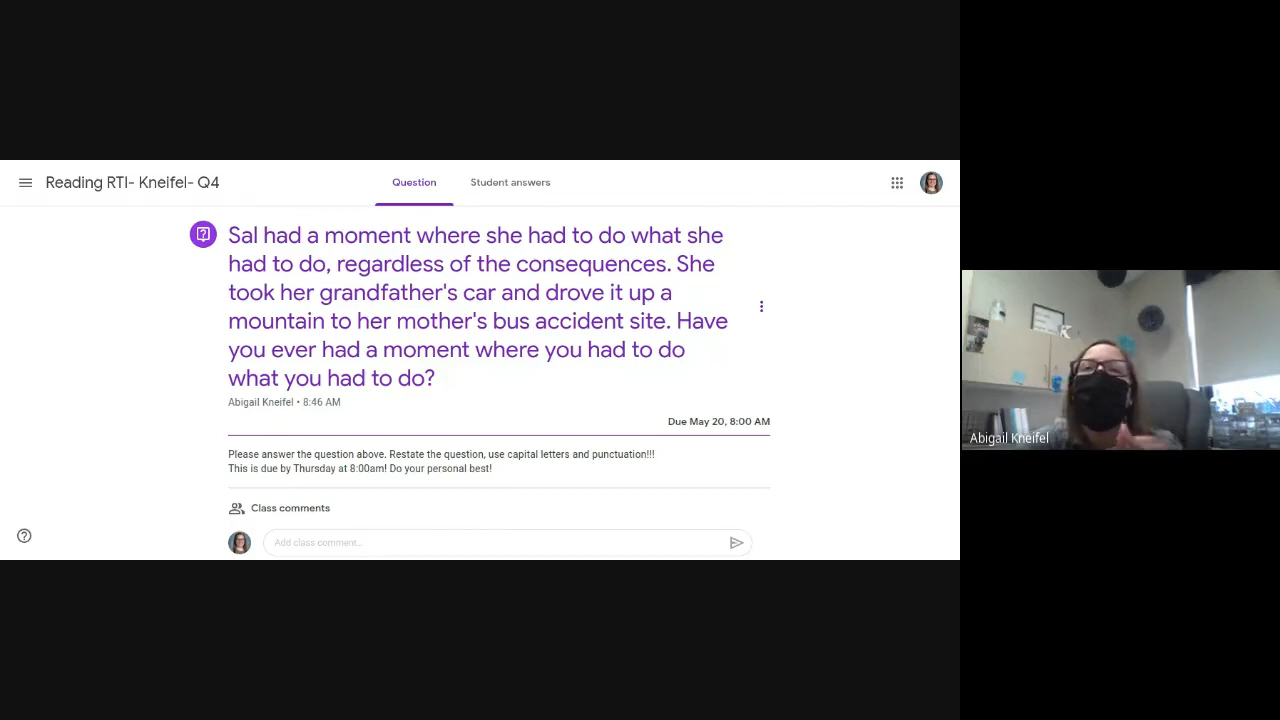 Reading RTI- Kneifel- Q4
Question
Student answers
Sal had a moment where she had to do what she
had to do, regardless of the consequences. She
took her grandfather's car and drove it up a
mountain to her mother's bus accident site. Have
you ever had a moment where you had to do
what you had to do?
Abigail Kneifel • 8:46 AM
Due May 20, 8:00 AM
Please answer the question above. Restate the question, use capital letters and punctuation!!!
This is due by Thursday at 8:00am! Do your personal best!
Class comments
Add class comment...
K
Abigail Kneifel